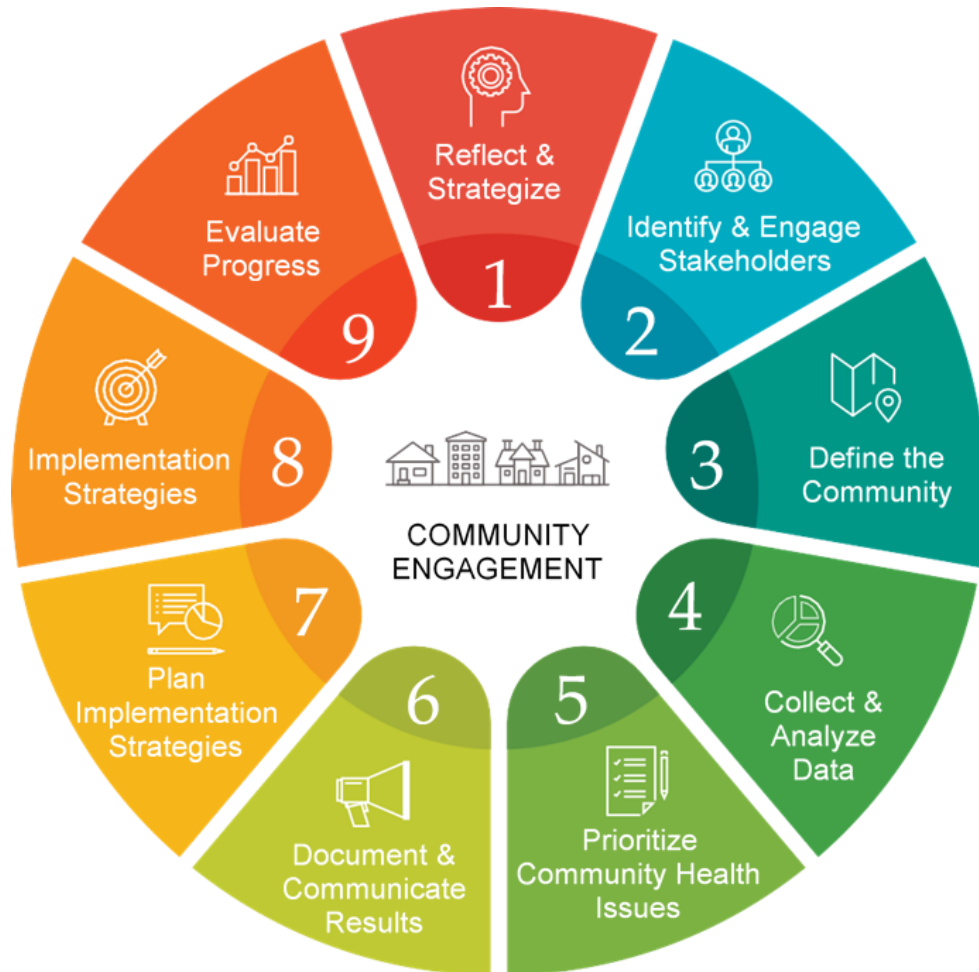 Reflect &
Strategize
1
Identify & Engage
Stakeholders
2
Define the
Community
3
Collect &
Analyze
Data
4
Prioritize
Community Health
Issues
5
Document &
Communicate
Results
6
Plan
Implementation
Strategies
7
Implementation
Strategies
8
Evaluate
Progress
9
COMMUNITY
ENGAGEMENT